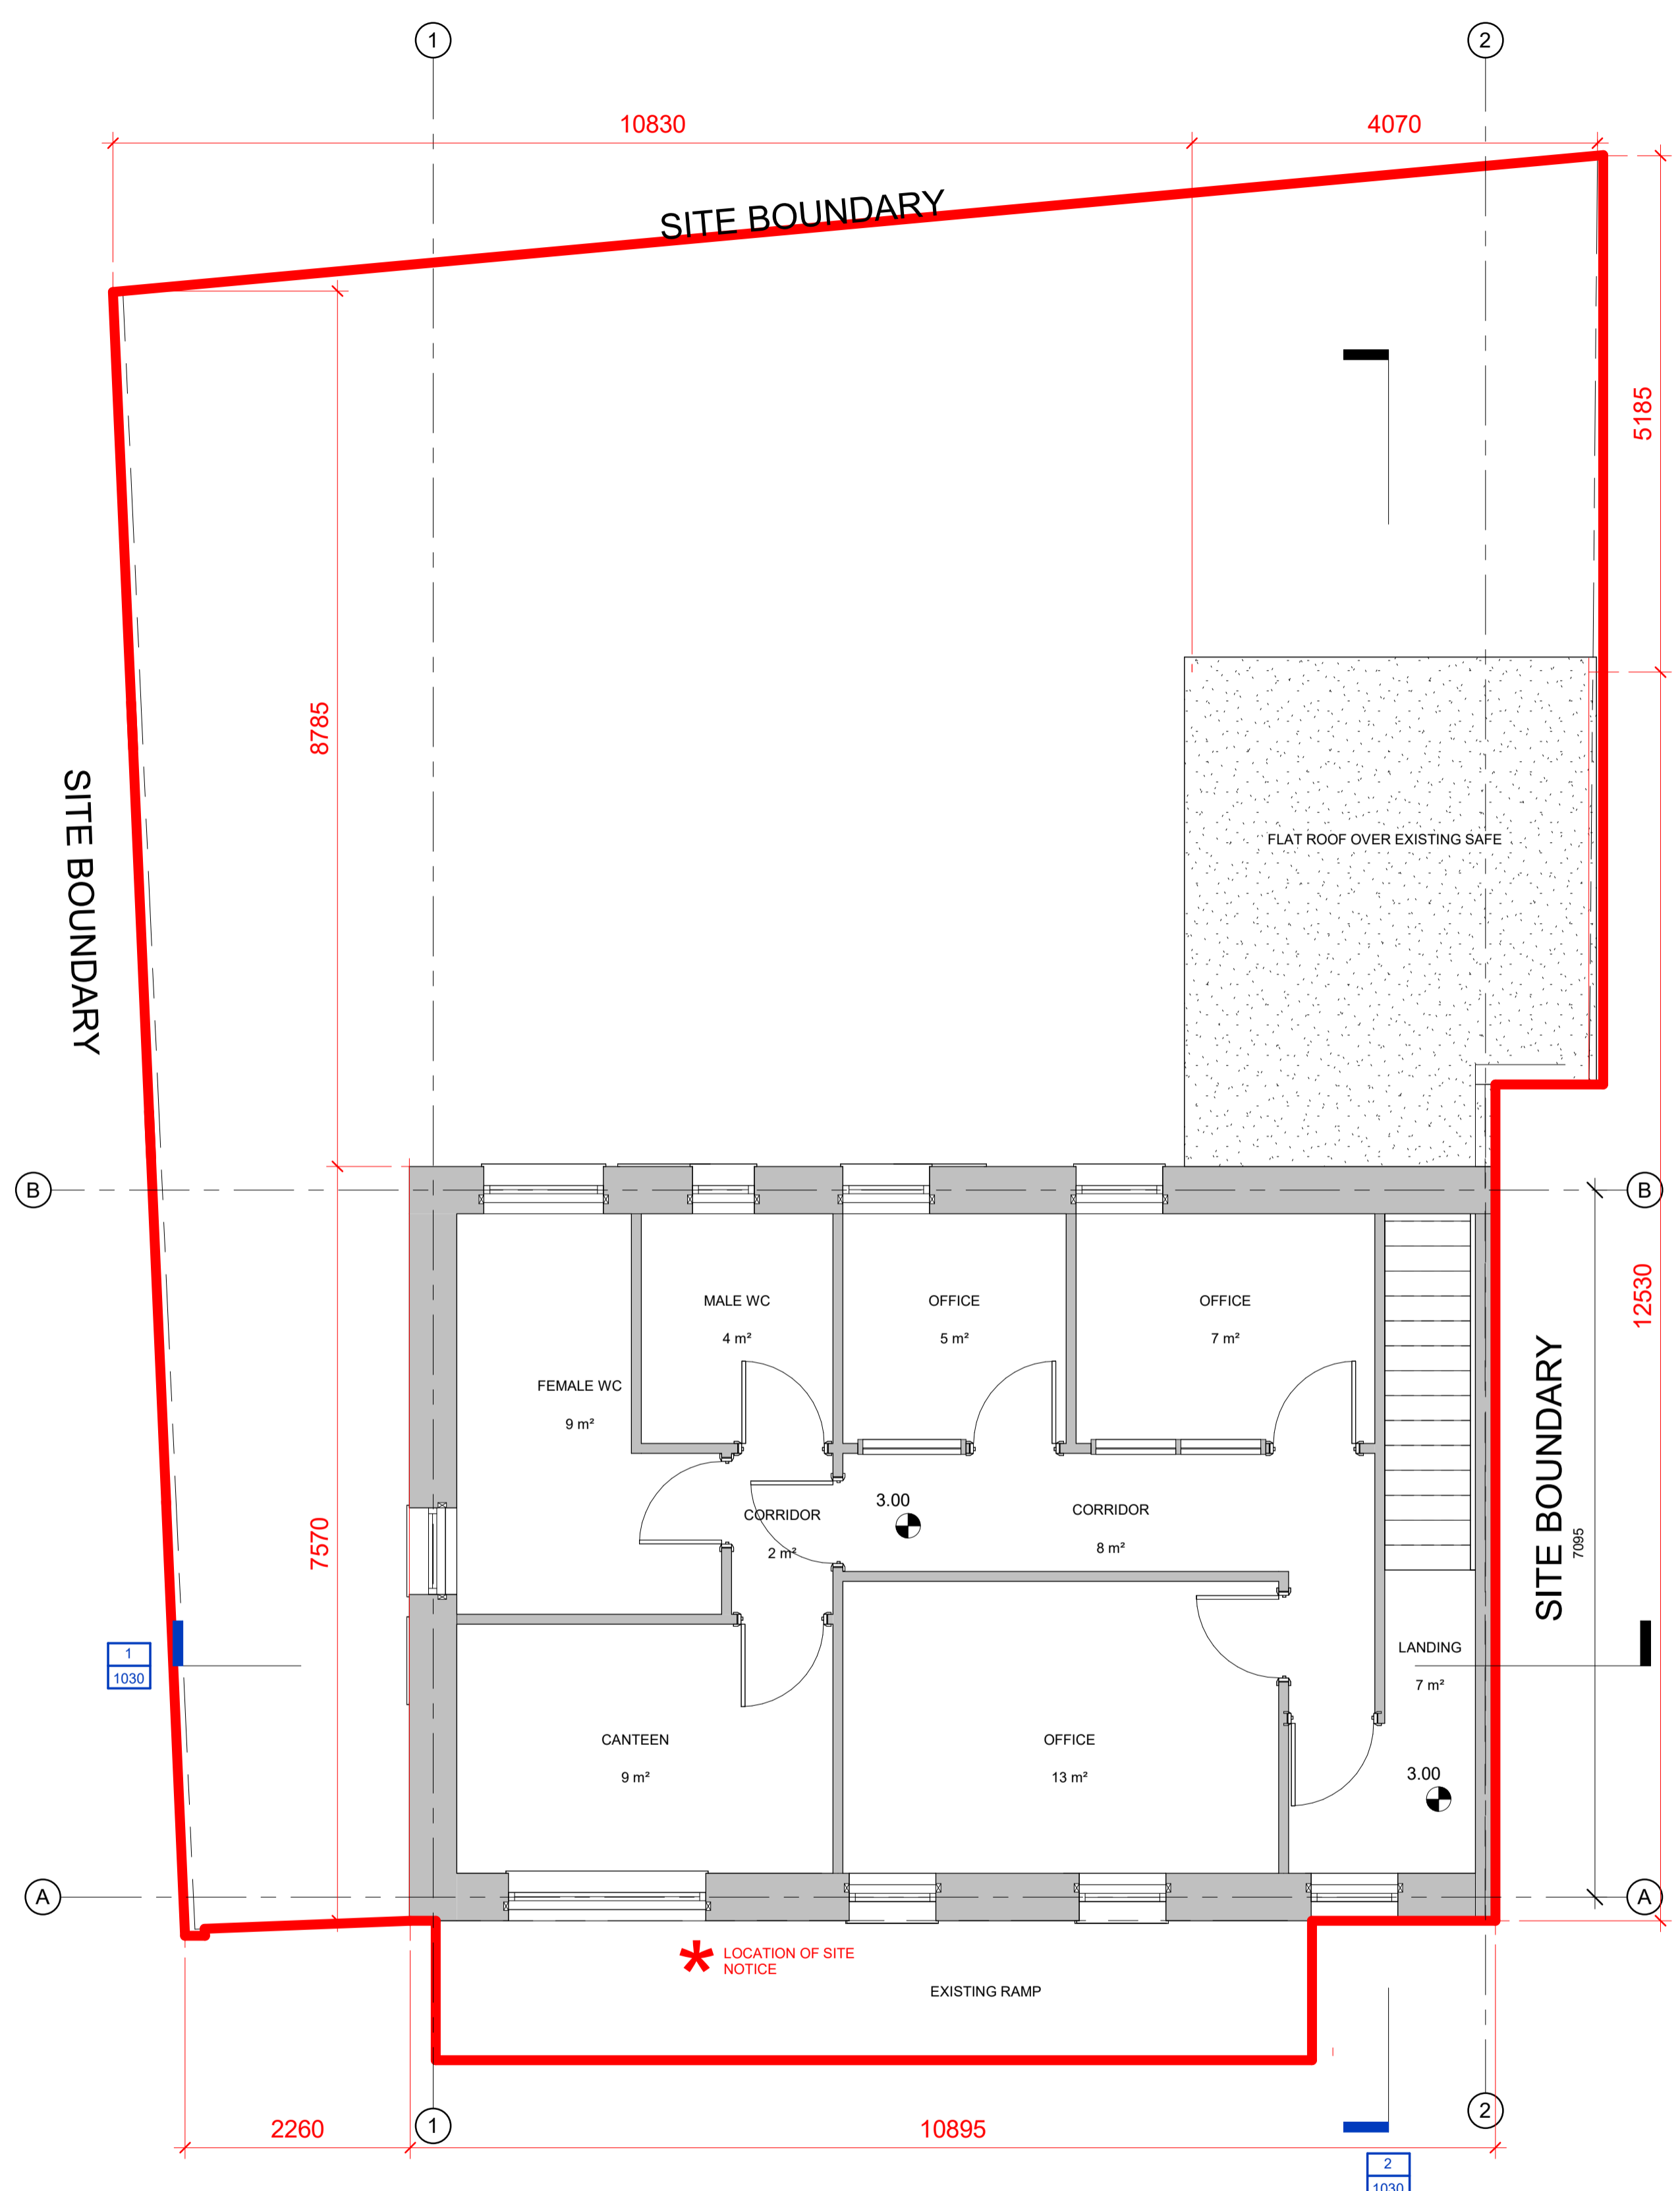 1
2
10830
4070
SITE BOUNDARY
5185
8785
SITE BOUNDARY
FLAT ROOF OVER EXISTING SAFE
B
B
12530
MALE WC
4 m²
OFFICE
5 m²
OFFICE
7 m²
FEMALE WC
9 m²
SITE BOUNDARY
7095
7570
3.00
CORRIDOR
2 m²
CORRIDOR
8 m²
1
1030
LANDING
7 m²
CANTEEN
9 m²
OFFICE
13 m²
3.00
A
A
LOCATION OF SITE
NOTICE
EXISTING RAMP
2260
1
10895
2
2
1030